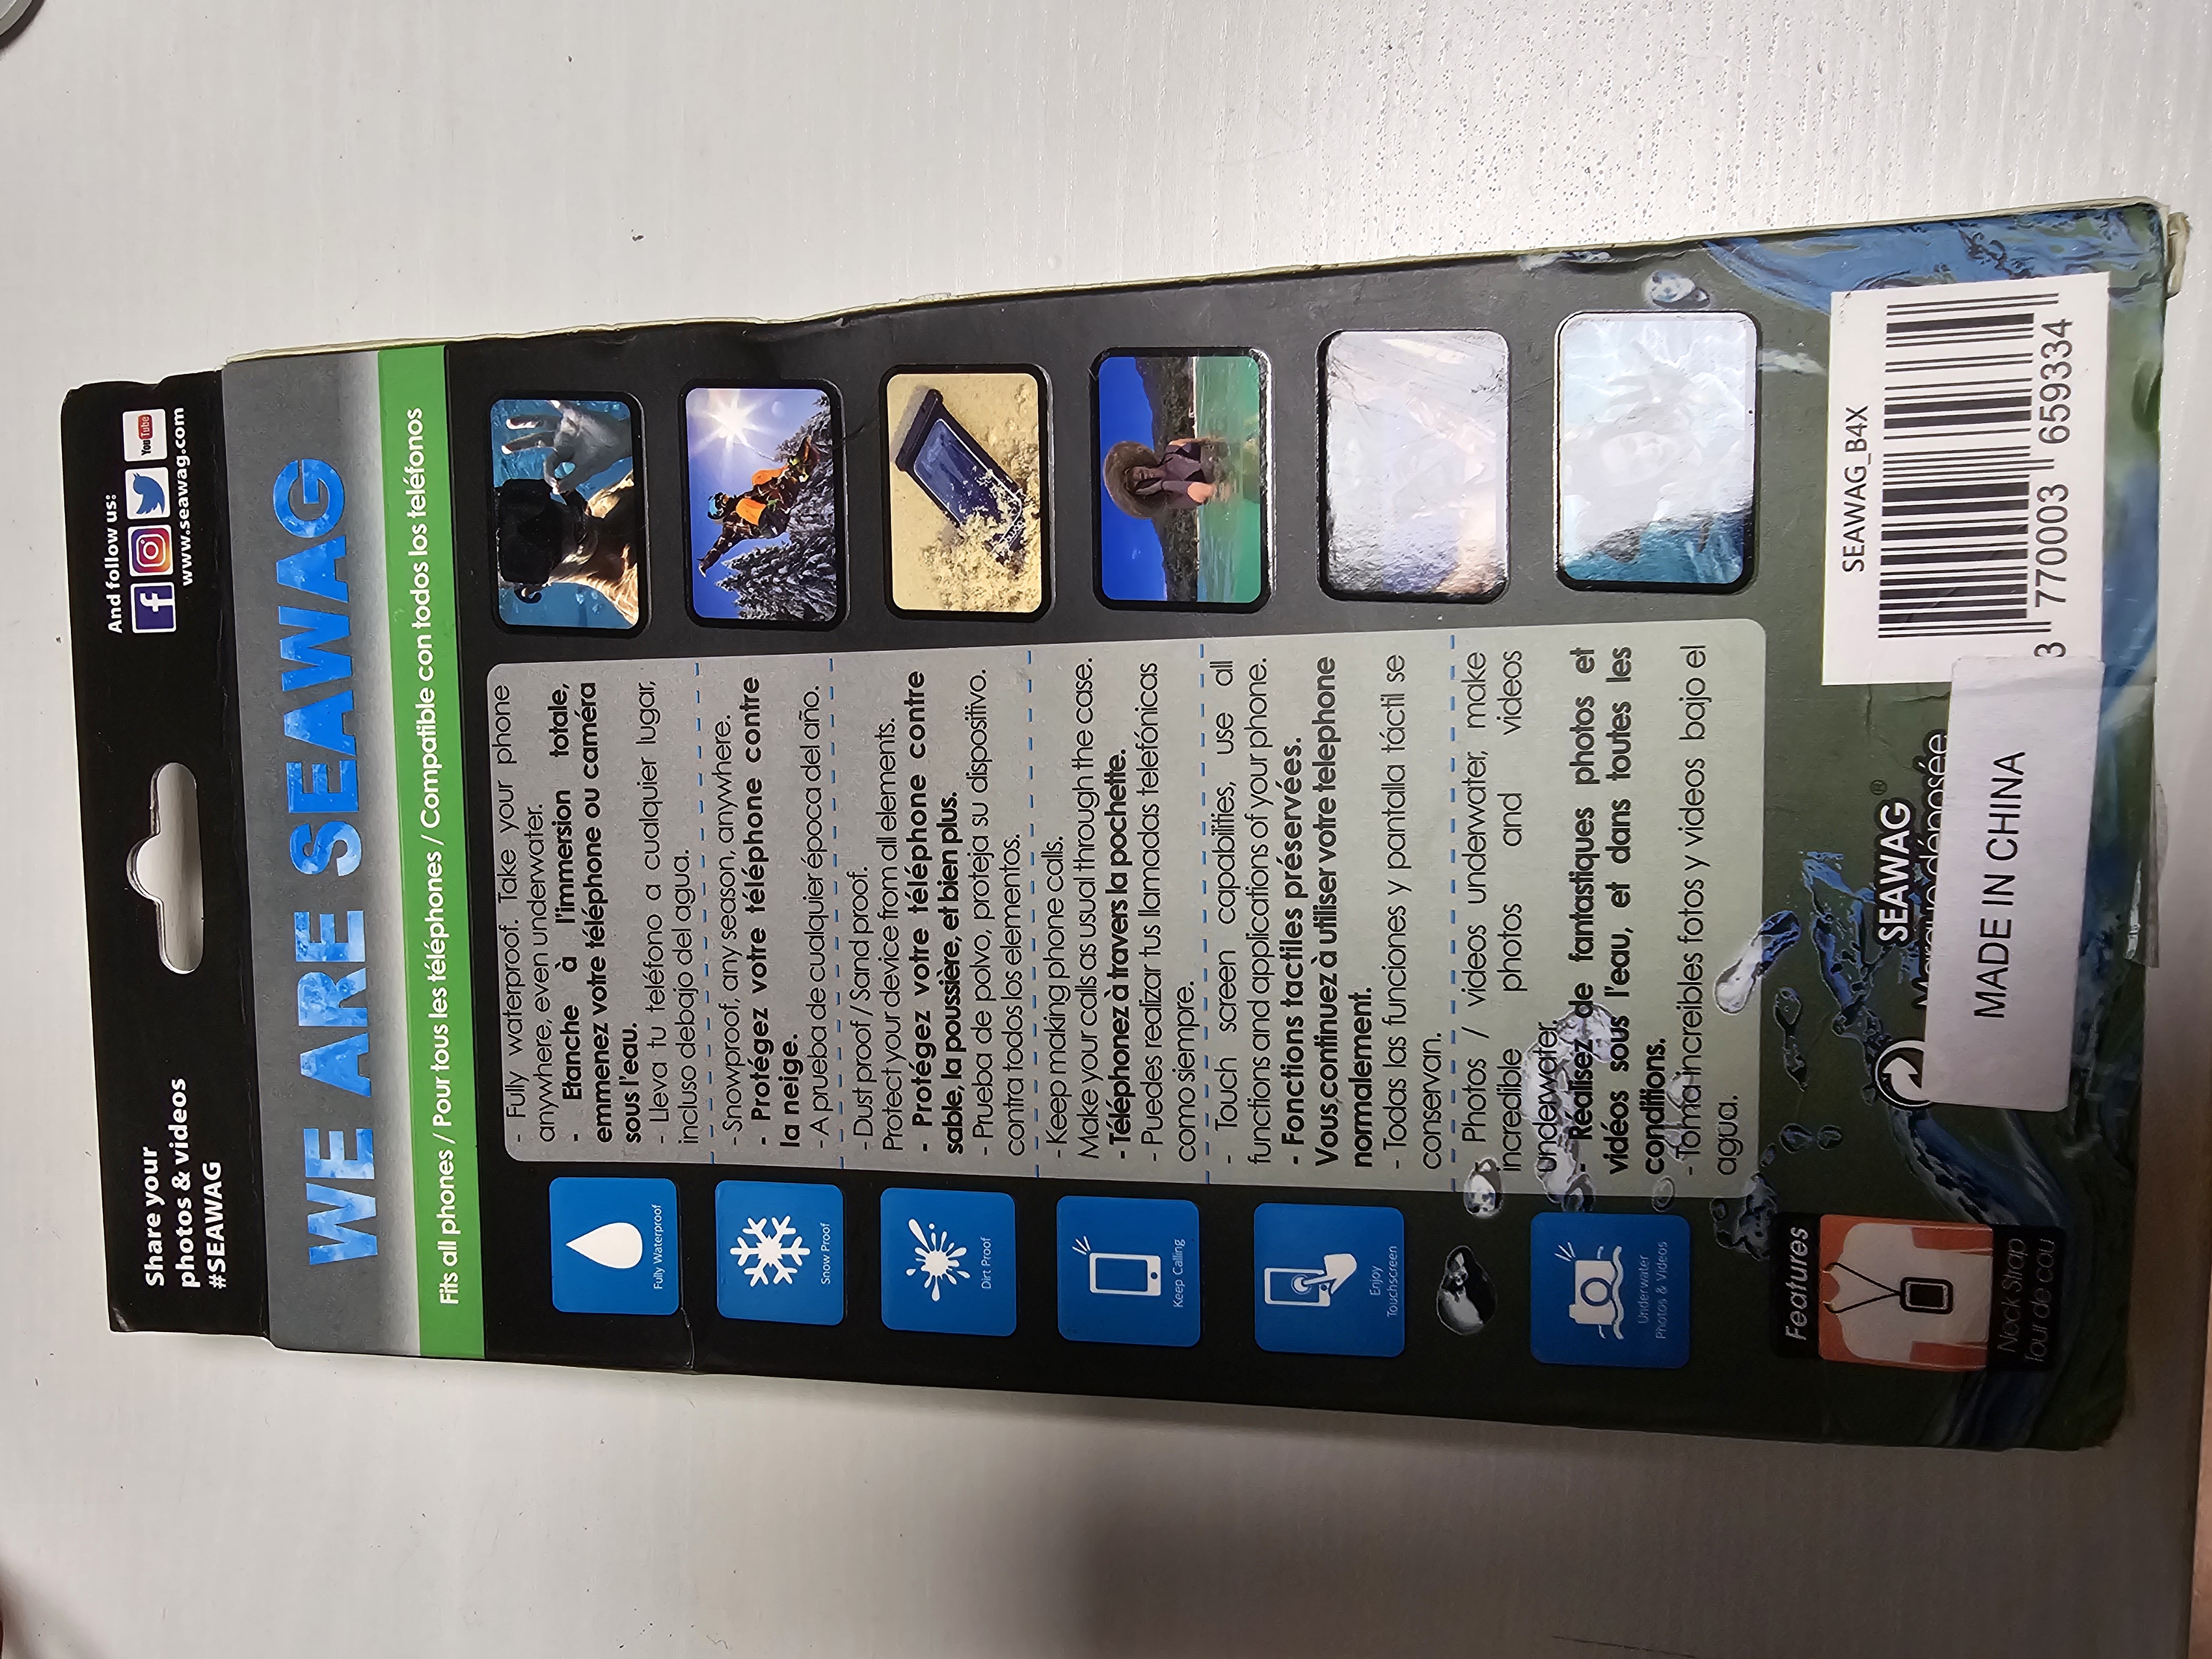 Share your
photos & videos
#SEAWAG
And follow us:
f
YouTube
www.seawag.com
WE ARE SEAWAG
Fits all phones / Pour tous les téléphones / Compatible con todos los teléfonos
Fully Waterproof
- Fully waterproof. Take your phone
anywhere, even underwater.
- Etanche à l'immersion totale,
emmenez votre téléphone ou caméra
sous l'eau.
- Lleva tu teléfono a cualquier lugar,
incluso debajo del agua.
Snow Proof
- Snowproof, any season, anywhere.
- Protégez votre téléphone contre
la neige.
- A prueba de cualquier época del año.
Dirt Proof
- Dust proof / Sand proof.
Protect your device from all elements.
- Protégez votre téléphone contre
sable, la poussière, et bien plus.
- Prueba de polvo, proteja su dispositivo.
contra todos los elementos.
Keep Calling
- Keep making phone calls.
Make your calls as usual through the case.
- Téléphonez à travers la pochette.
- Puedes realizar tus llamadas telefónicas
como siempre.
Enjoy
Touchscreen
- Touch screen capabilities, use all
functions and applications of your phone.
- Fonctions tactiles préservées.
Vous continuez à utiliser votre telephone
normalement.
- Todas las funciones y pantalla táctil se
conservan.
Underwater
Photos & Videos
- Photos / videos underwater, make
incredible photos and videos
underwater.
- Réalisez de fantastiques photos et
vidéos sous l'eau, et dans toutes les
conditions.
- Toma increibles fotos y videos bajo el
agua.
Features
Neck Strap
Tour de cou
SEAWAG®
Marque déposée
MADE IN CHINA
SEAWAG_B4X
3 770003 659334